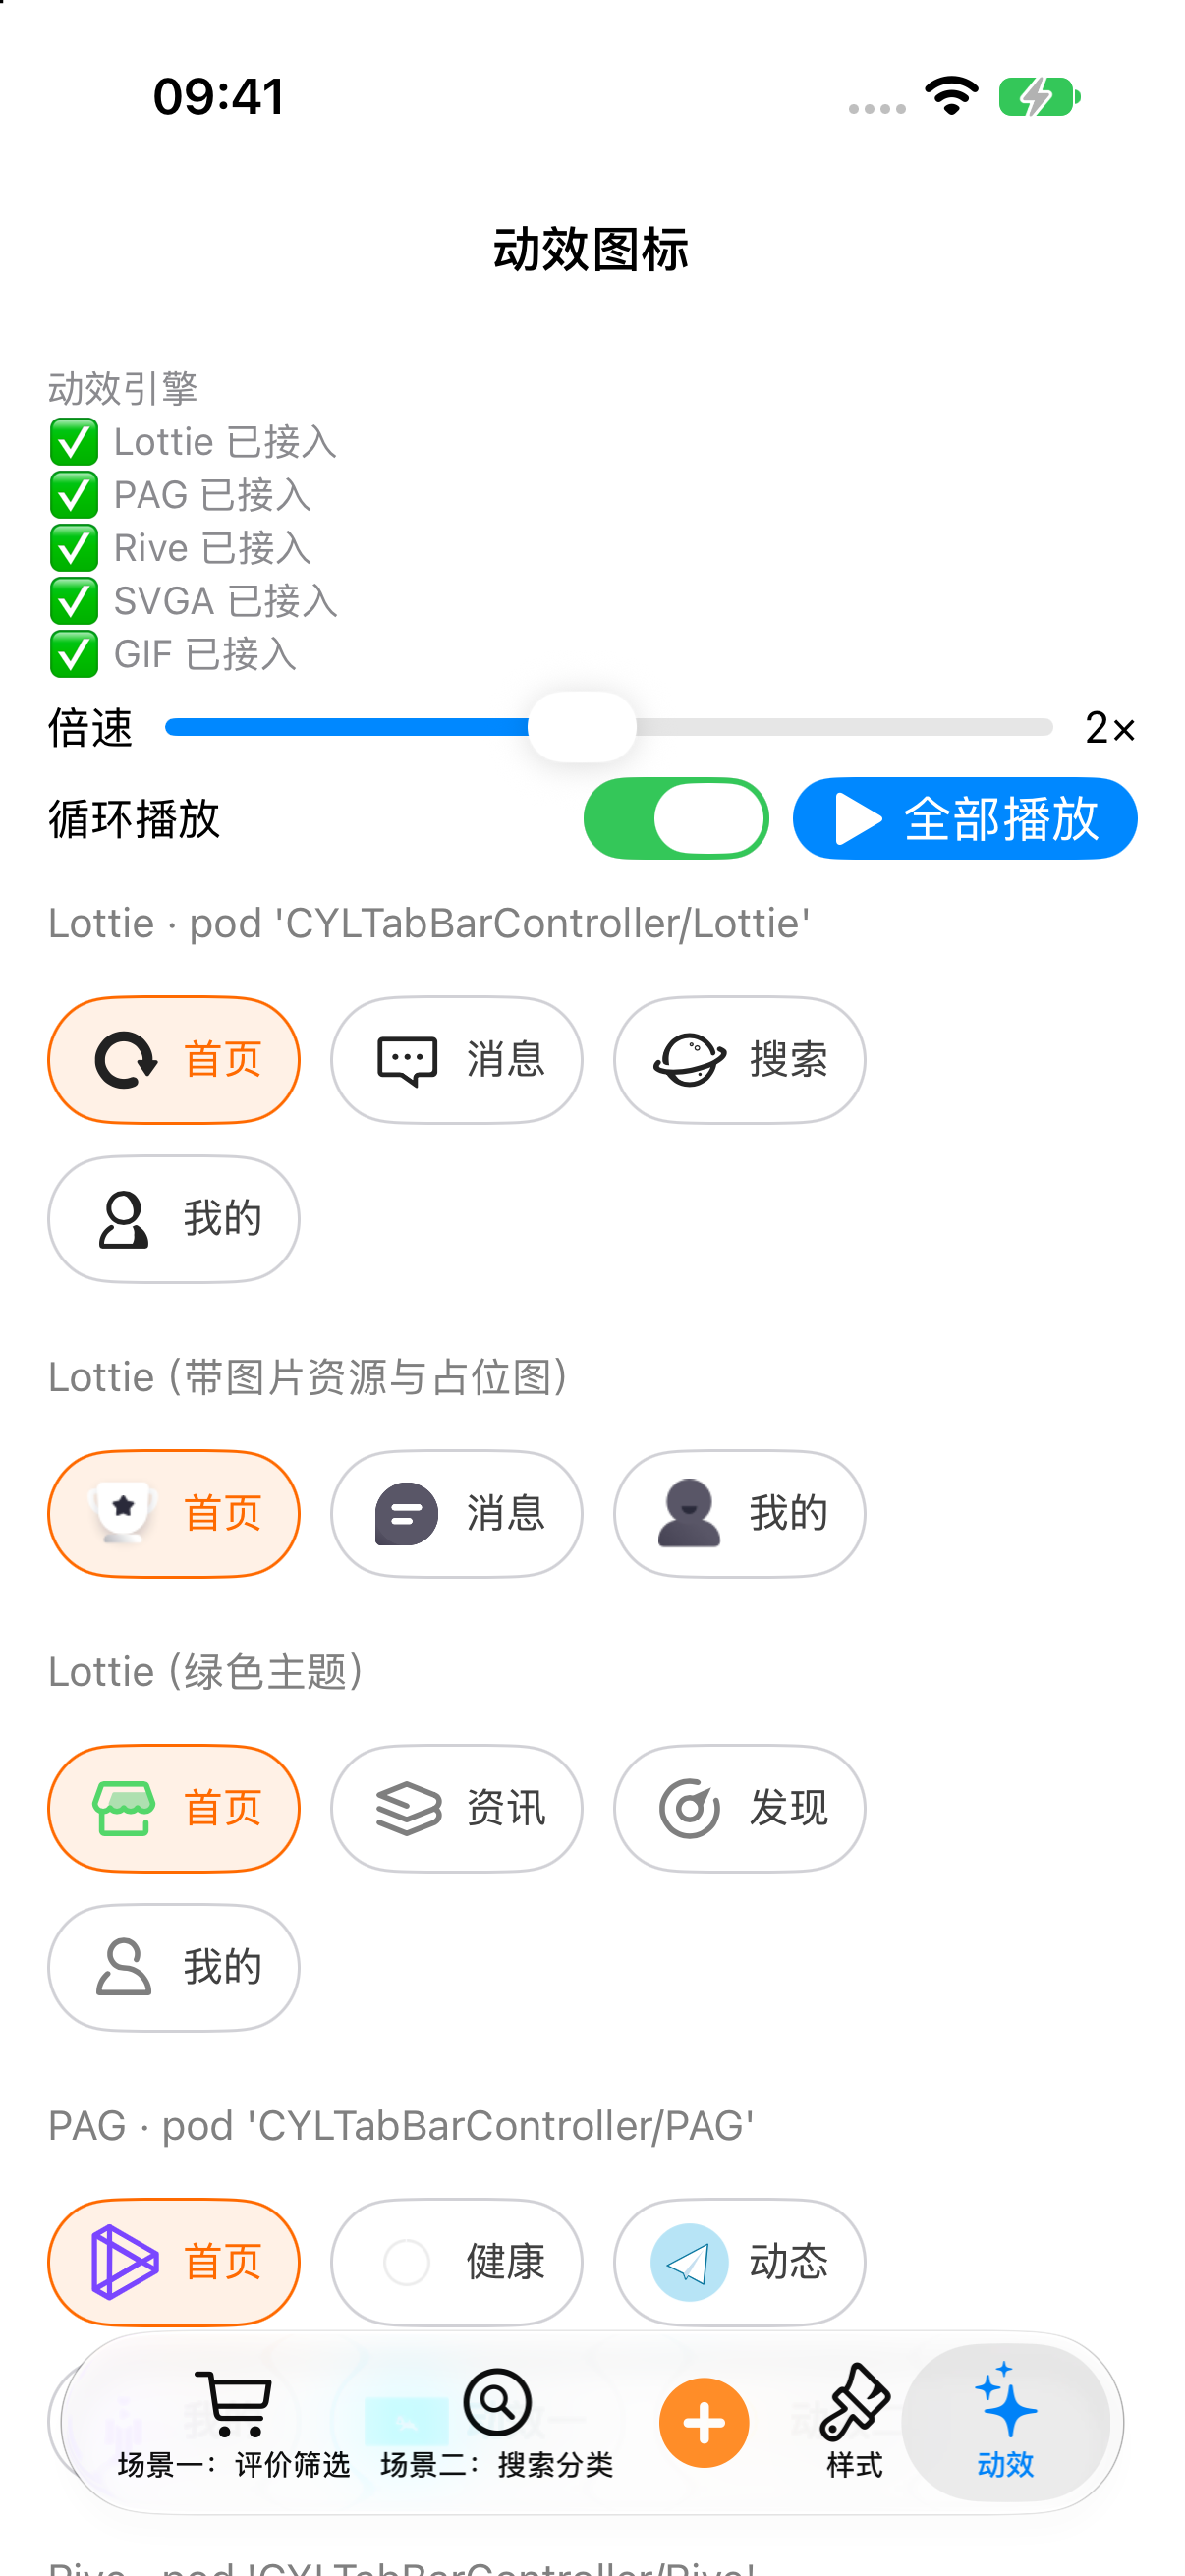 09:41
动效图标
动效引擎
✅ Lottie 已接入
✅ PAG 已接入
✅ Rive 已接入
✅ SVGA 已接入
✅ GIF 已接入
倍速 2×
循环播放 全部播放
Lottie · pod 'CYLTabBarController/Lottie'
首页 消息 搜索
我的
Lottie (带图片资源与占位图)
首页 消息 我的
Lottie (绿色主题)
首页 资讯 发现
我的
PAG · pod 'CYLTabBarController/PAG'
首页 健康 动态
场景一：评价筛选 场景二：搜索分类 样式 动效
Rive · pod 'CYLTabBarController/Rive'